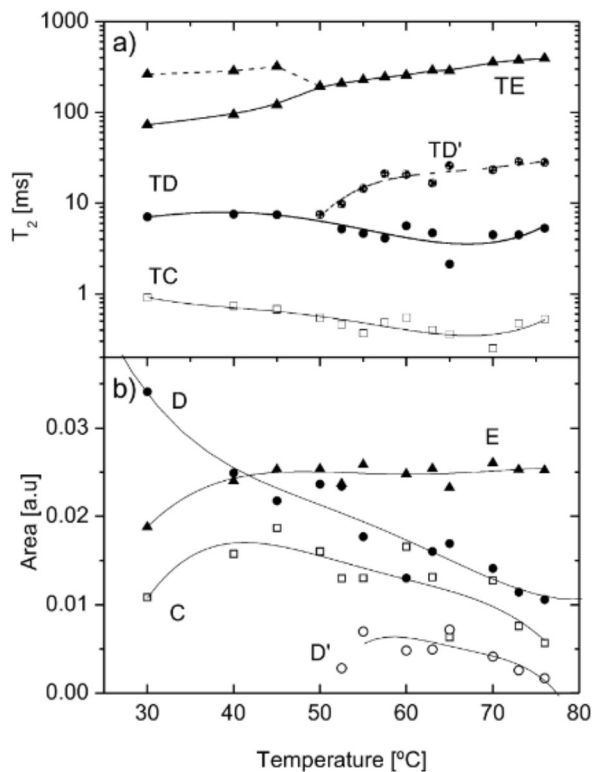 a)
1000
100
10
1
T2 [ms]
TE
TD'
TD
TC
b)
0.03
0.02
0.01
0.00
Area [a.u]
D
E
C
D'
30 40 50 60 70 80
Temperature [ºC]